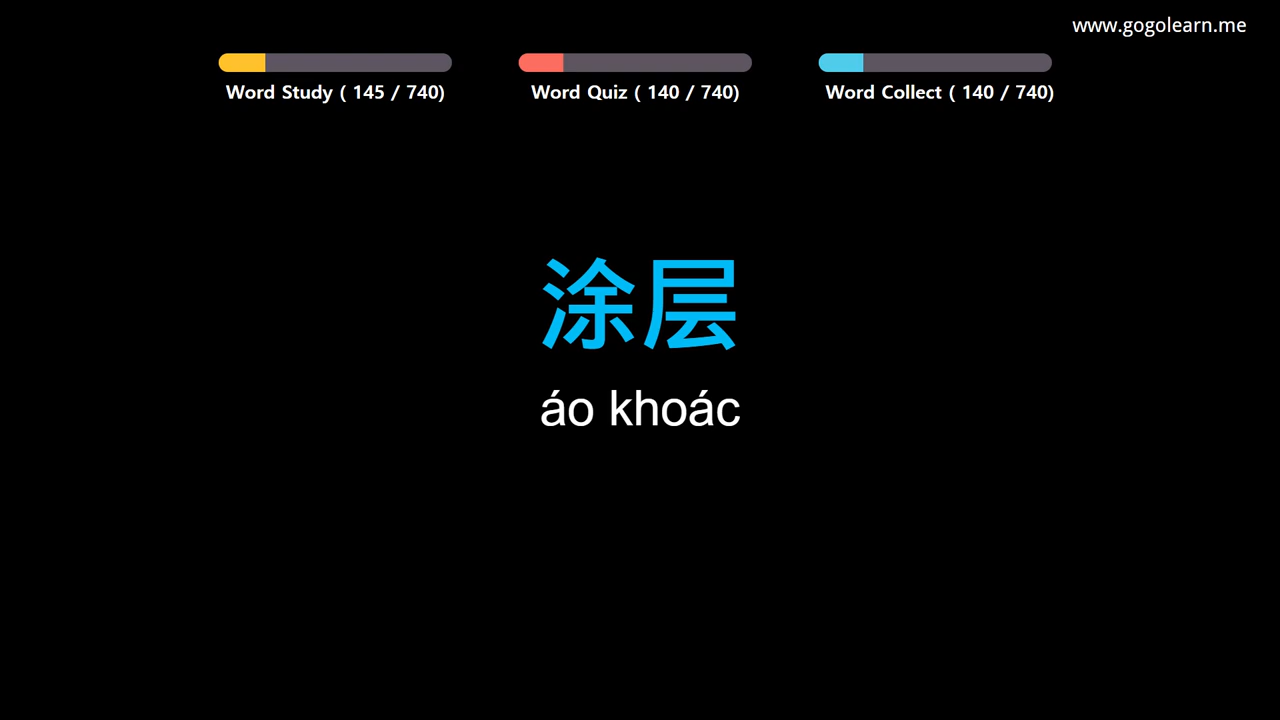 www.gogolearn.me
Word Study ( 145 / 740)
Word Quiz ( 140 / 740)
Word Collect ( 140 / 740)
涂层
áo khoác